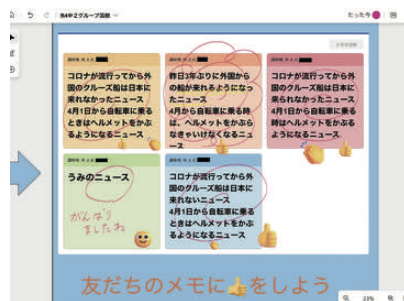 たった今
コロナが流行ってから外
国のクルーズ船は日本に
来れなかったニュース
4月1日から自転車に乗る
ときはヘルメットをかぶ
るようになるニュース
昨日3年ぶりに外国から
の船が来れるようになっ
たニュース
4月から自転車に乗る時
は、ヘルメットをかぶら
なきゃいけなくなるニュ
ース
コロナが流行ってから外
国のクルーズ船は日本に
来られなかったニュース
4月1日から自転車に乗る
時はヘルメットをかぶる
ようになるニュース
うみのニュース
がんばり
ましたね
コロナが流行ってから外
国のクルーズ船は日本に
来れないニュース
4月1日から自転車に乗る
ときはヘルメットをかぶ
るようになるニュース
友だちのメモに👍をしよう
23%